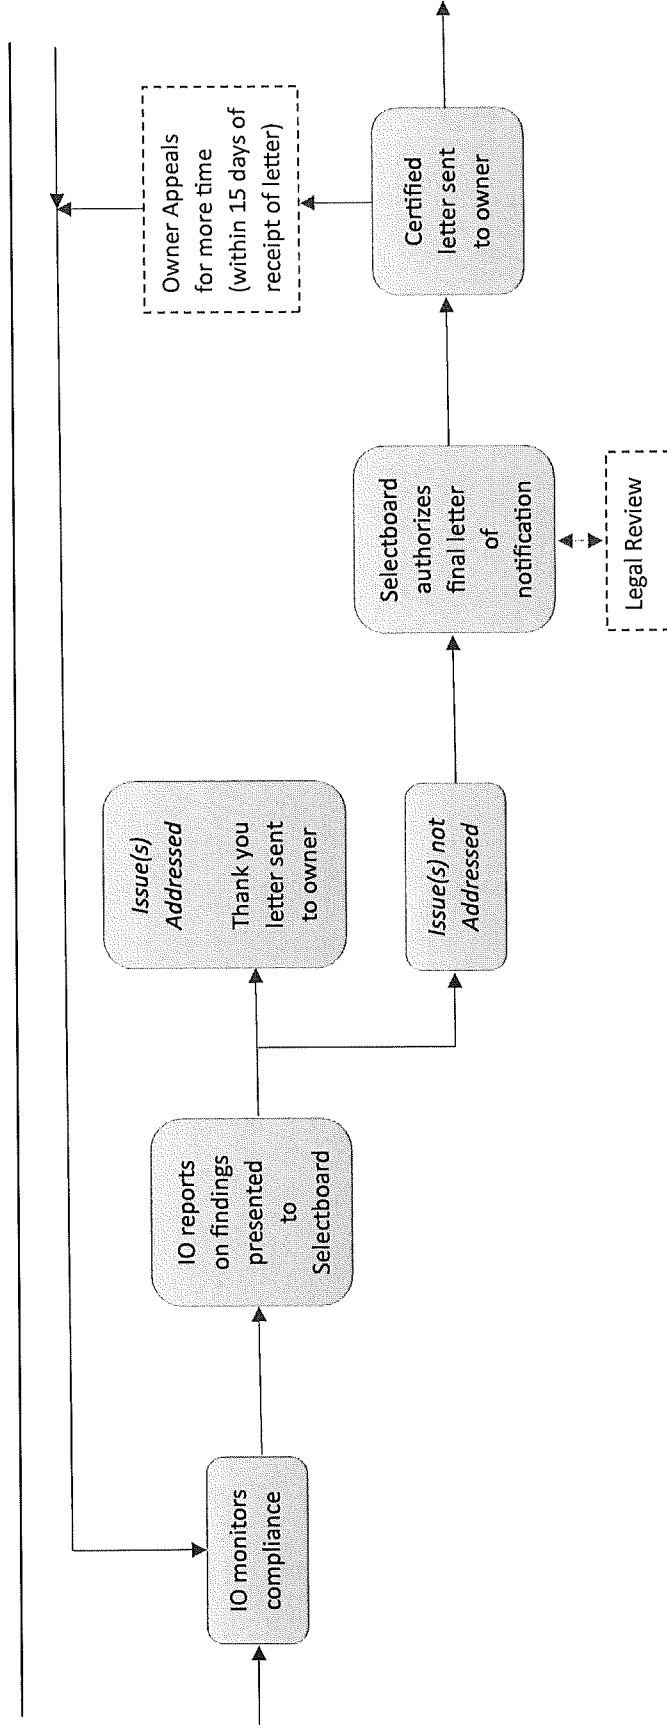 IO monitors
compliance
IO reports
on findings
presented
to
Selectboard
Issue(s)
Addressed
Thank you
letter sent
to owner
Issue(s) not
Addressed
Selectboard
authorizes
final letter
of
notification
Legal Review
Certified
letter sent
to owner
Owner Appeals
for more time
(within 15 days of
receipt of letter)